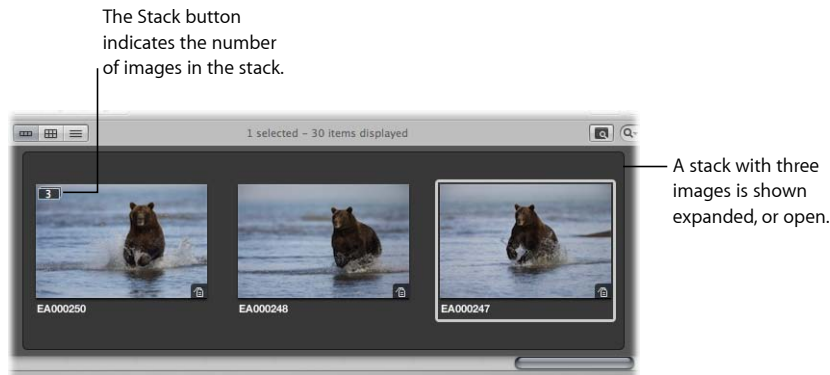 The Stack button
indicates the number
of images in the stack.
1 selected – 30 items displayed
A stack with three
images is shown
expanded, or open.
3
EA000250
EA000248
EA000247